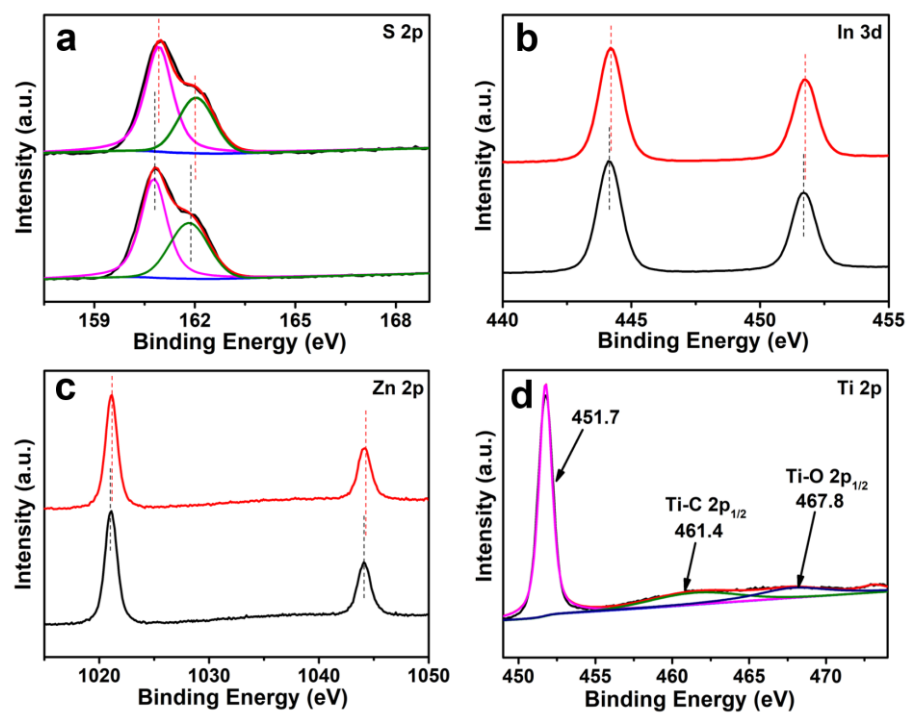 a
S 2p
Intensity (a.u.)
159 162 165 168
Binding Energy (eV)
b
In 3d
Intensity (a.u.)
440 445 450 455
Binding Energy (eV)
c
Zn 2p
Intensity (a.u.)
1020 1030 1040 1050
Binding Energy (eV)
d
Ti 2p
451.7
Ti-C 2p1/2
461.4
Ti-O 2p1/2
467.8
Intensity (a.u.)
450 455 460 465 470
Binding Energy (eV)